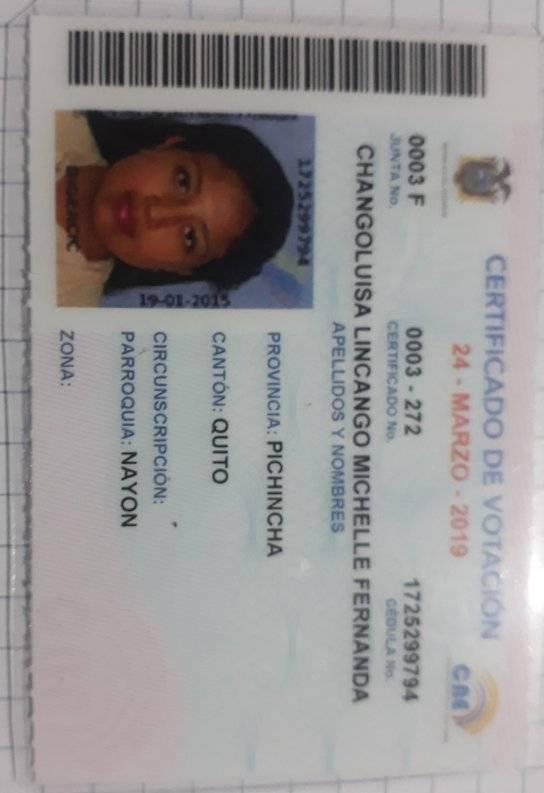 CERTIFICADO DE VOTACIÓN
24 - MARZO - 2019
CNE
0003 F
JUNTA No.
0003 - 272
CERTIFICADO No.
1725299794
CÉDULA No.
CHANGOLUISA LINCANGO MICHELLE FERNANDA
APELLIDOS Y NOMBRES
1725299794
19-01-2015
DIGERCIC
PROVINCIA: PICHINCHA
CANTÓN: QUITO
CIRCUNSCRIPCIÓN:
PARROQUIA: NAYON
ZONA: